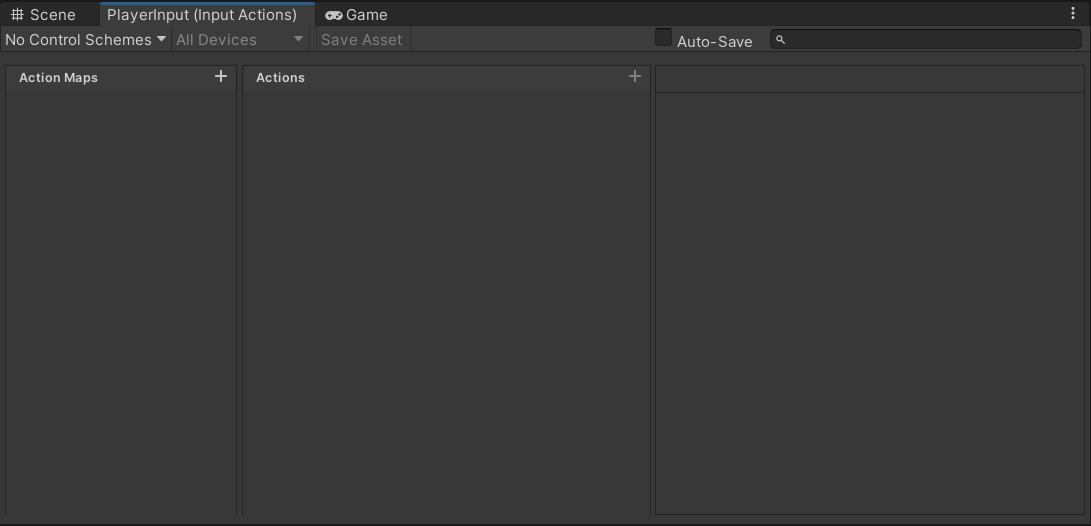 Scene PlayerInput (Input Actions) Game
No Control Schemes All Devices Save Asset Auto-Save
Action Maps + Actions +